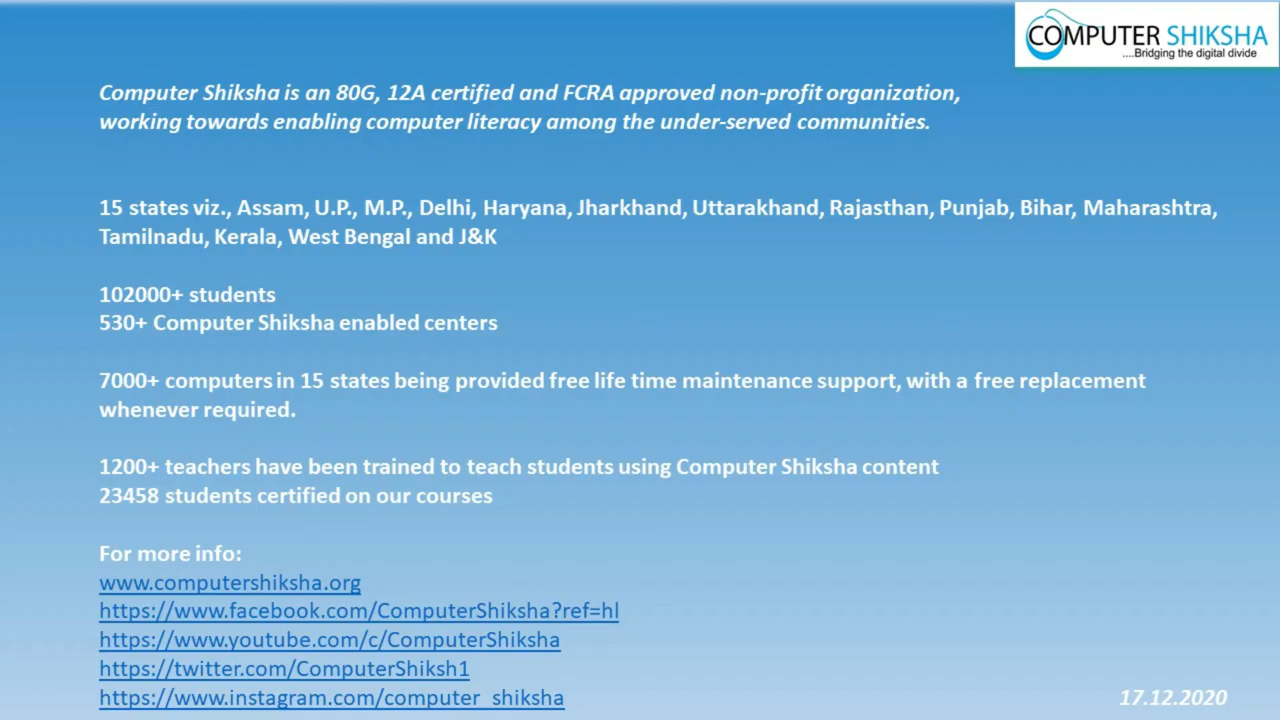 COMPUTER SHIKSHA
....Bridging the digital divide
Computer Shiksha is an 80G, 12A certified and FCRA approved non-profit organization,
working towards enabling computer literacy among the under-served communities.
15 states viz., Assam, U.P., M.P., Delhi, Haryana, Jharkhand, Uttarakhand, Rajasthan, Punjab, Bihar, Maharashtra,
Tamilnadu, Kerala, West Bengal and J&K
102000+ students
530+ Computer Shiksha enabled centers
7000+ computers in 15 states being provided free life time maintenance support, with a free replacement
whenever required.
1200+ teachers have been trained to teach students using Computer Shiksha content
23458 students certified on our courses
For more info:
www.computershiksha.org
https://www.facebook.com/ComputerShiksha?ref=hl
https://www.youtube.com/c/ComputerShiksha
https://twitter.com/ComputerShiksh1
https://www.instagram.com/computer_shiksha
17.12.2020